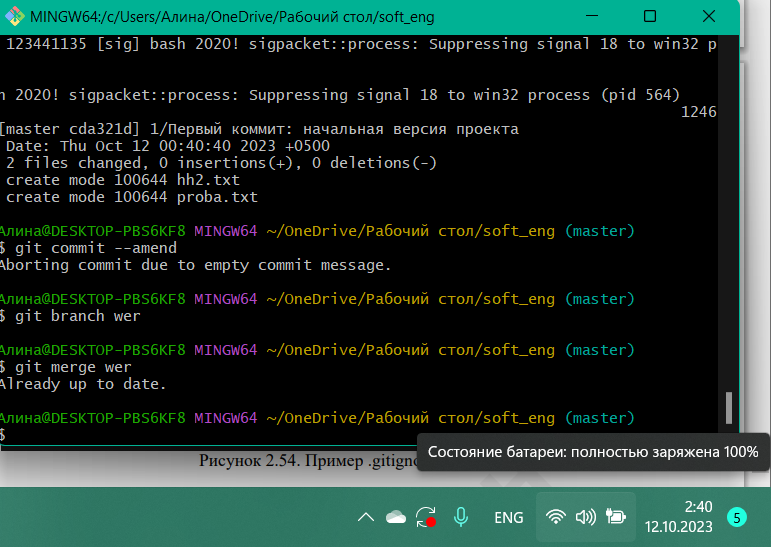 MINGW64:/c/Users/Алина/OneDrive/Рабочий стол/soft_eng
123441135 [sig] bash 2020! sigpacket::process: Suppressing signal 18 to win32 p
h 2020! sigpacket::process: Suppressing signal 18 to win32 process (pid 564)
1246
[master cda321d] 1/Первый коммит: начальная версия проекта
Date: Thu Oct 12 00:40:40 2023 +0500
2 files changed, 0 insertions(+), 0 deletions(-)
create mode 100644 hh2.txt
create mode 100644 proba.txt
Алина@DESKTOP-PBS6KF8 MINGW64 ~/OneDrive/Рабочий стол/soft_eng (master)
$ git commit --amend
Aborting commit due to empty commit message.
Алина@DESKTOP-PBS6KF8 MINGW64 ~/OneDrive/Рабочий стол/soft_eng (master)
$ git branch wer
Алина@DESKTOP-PBS6KF8 MINGW64 ~/OneDrive/Рабочий стол/soft_eng (master)
$ git merge wer
Already up to date.
Алина@DESKTOP-PBS6KF8 MINGW64 ~/OneDrive/Рабочий стол/soft_eng (master)
$
Состояние батареи: полностью заряжена 100%
Рисунок 2.54. Пример .gitigno
ENG
2:40
12.10.2023
5